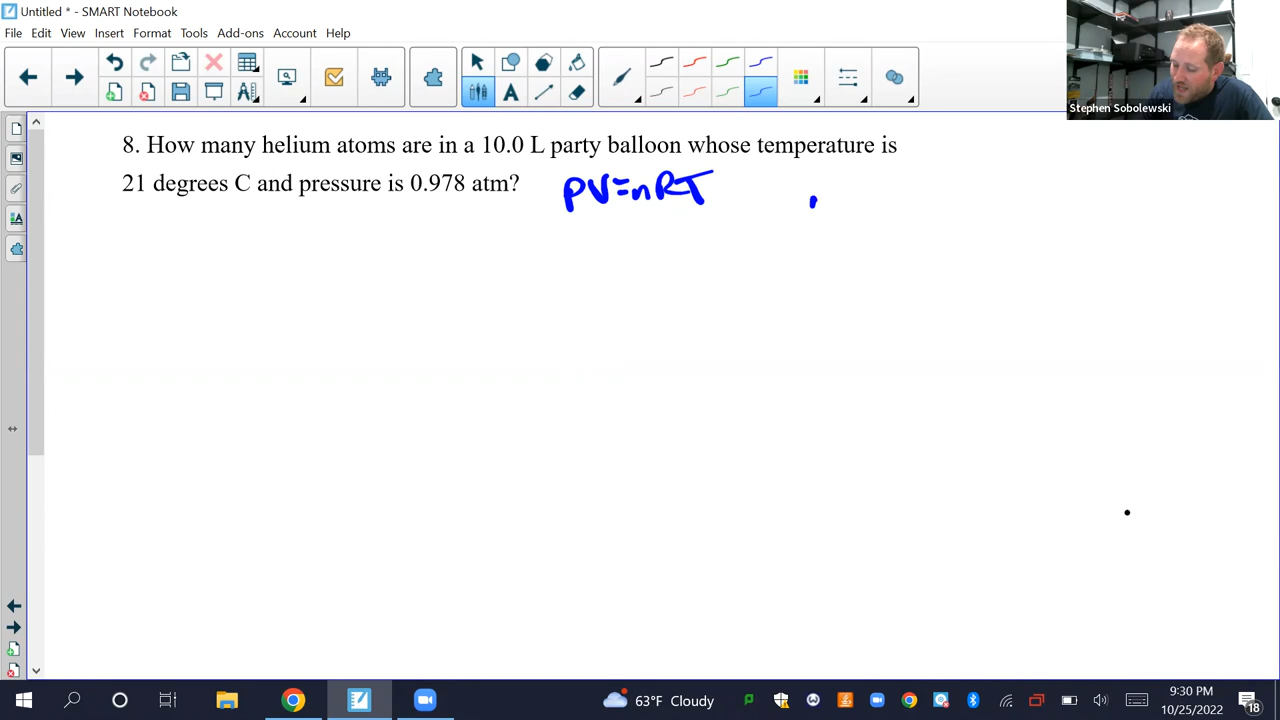 Untitled * - SMART Notebook
File Edit View Insert Format Tools Add-ons Account Help
Stephen Sobolewski
8. How many helium atoms are in a 10.0 L party balloon whose temperature is
21 degrees C and pressure is 0.978 atm? PV=nRT
63°F Cloudy
9:30 PM
10/25/2022
18